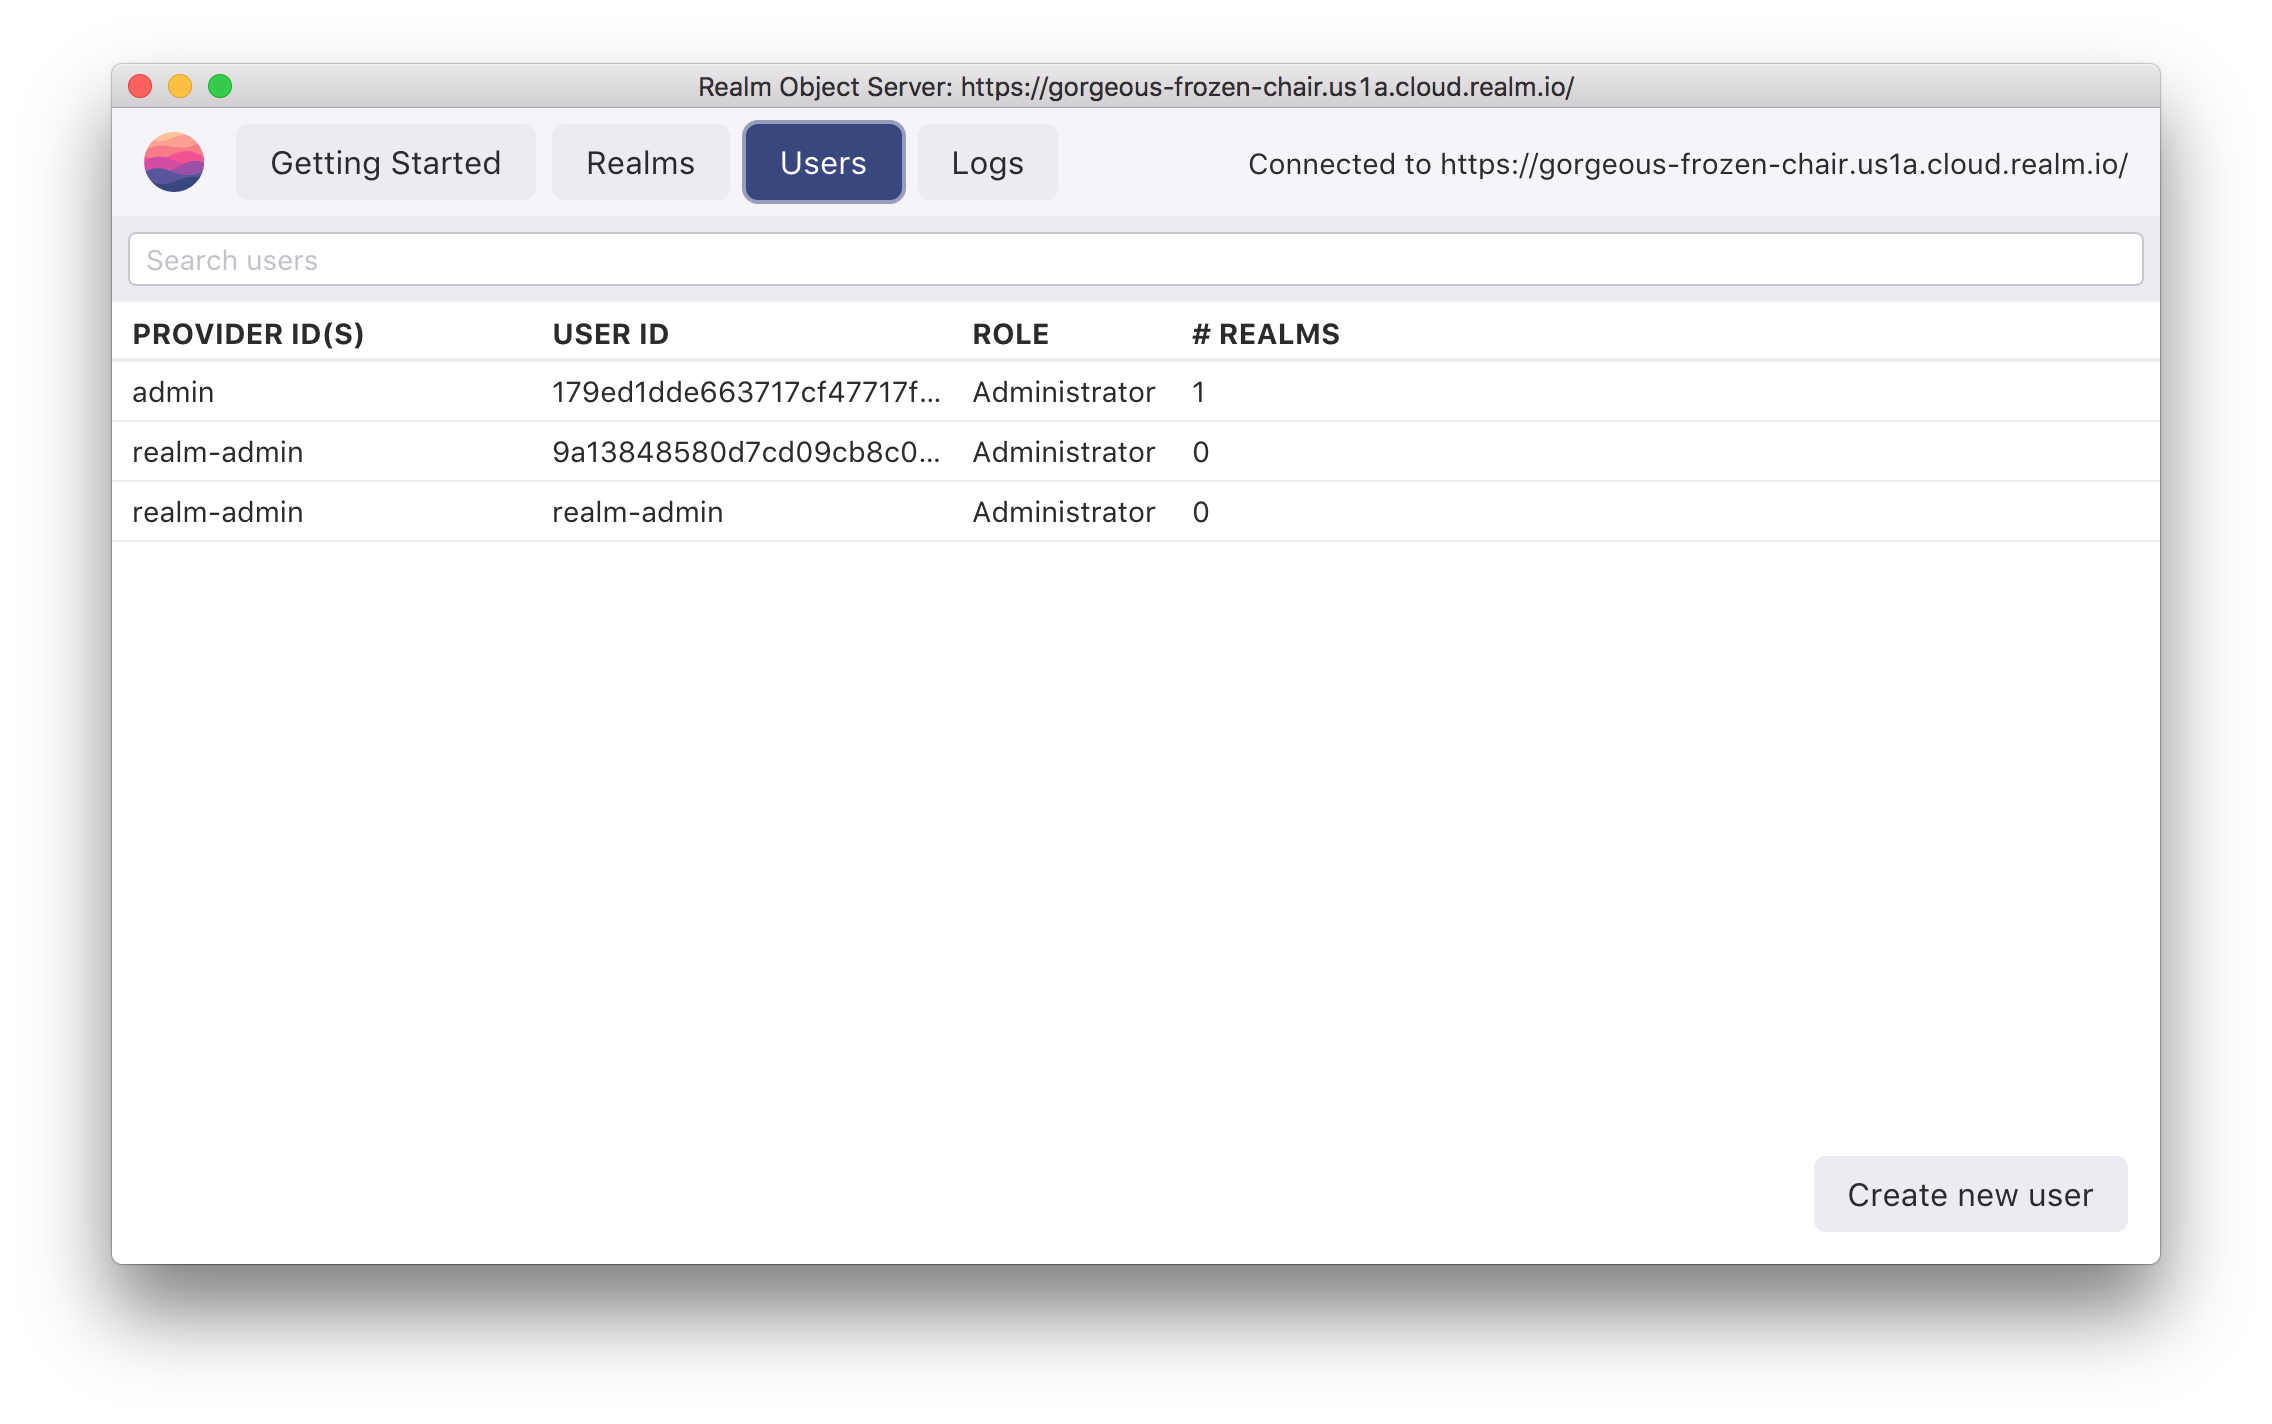 Realm Object Server: https://gorgeous-frozen-chair.us1a.cloud.realm.io/
Getting Started Realms Users Logs Connected to https://gorgeous-frozen-chair.us1a.cloud.realm.io/
Search users
PROVIDER ID(S) USER ID ROLE # REALMS
admin 179ed1dde663717cf47717f... Administrator 1
realm-admin 9a13848580d7cd09cb8c0... Administrator 0
realm-admin realm-admin Administrator 0
Create new user